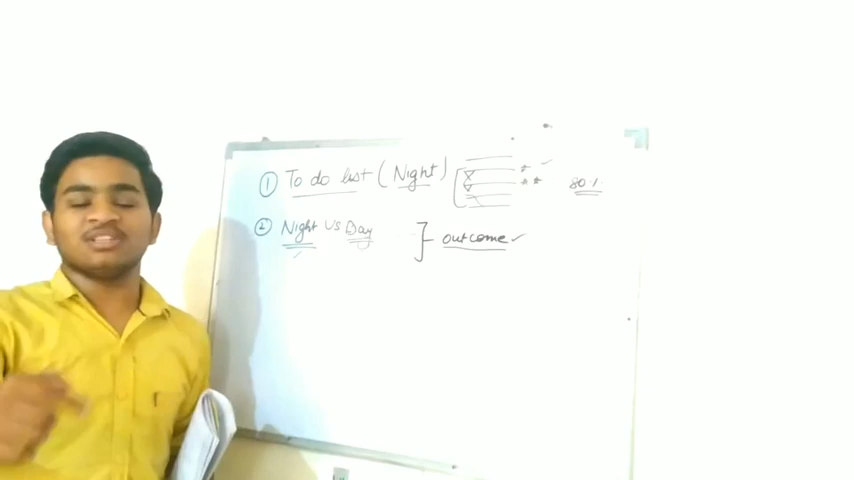 ① To do list (Night) 80%
② Night Vs Day } outcome ✓